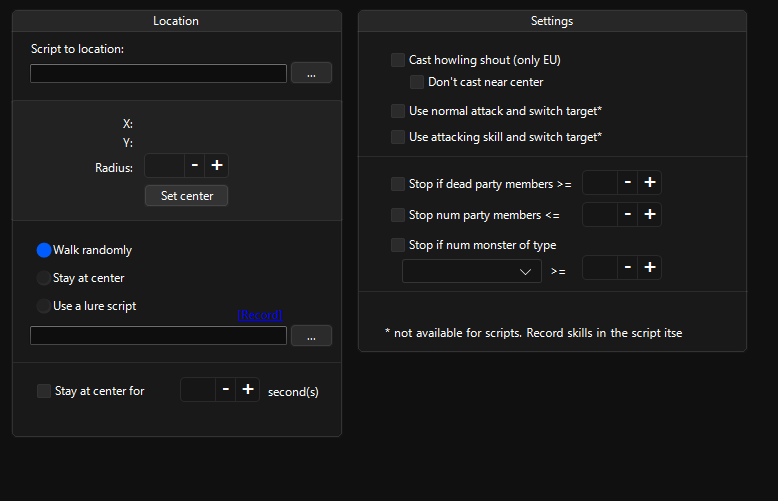 Location
Script to location:
...
X:
Y:
Radius:
- +
Set center
Walk randomly
Stay at center
Use a lure script
[Record]
...
Stay at center for - + second(s)
Settings
Cast howling shout (only EU)
Don't cast near center
Use normal attack and switch target*
Use attacking skill and switch target*
Stop if dead party members >= - +
Stop num party members <= - +
Stop if num monster of type
>= - +
* not available for scripts. Record skills in the script itse